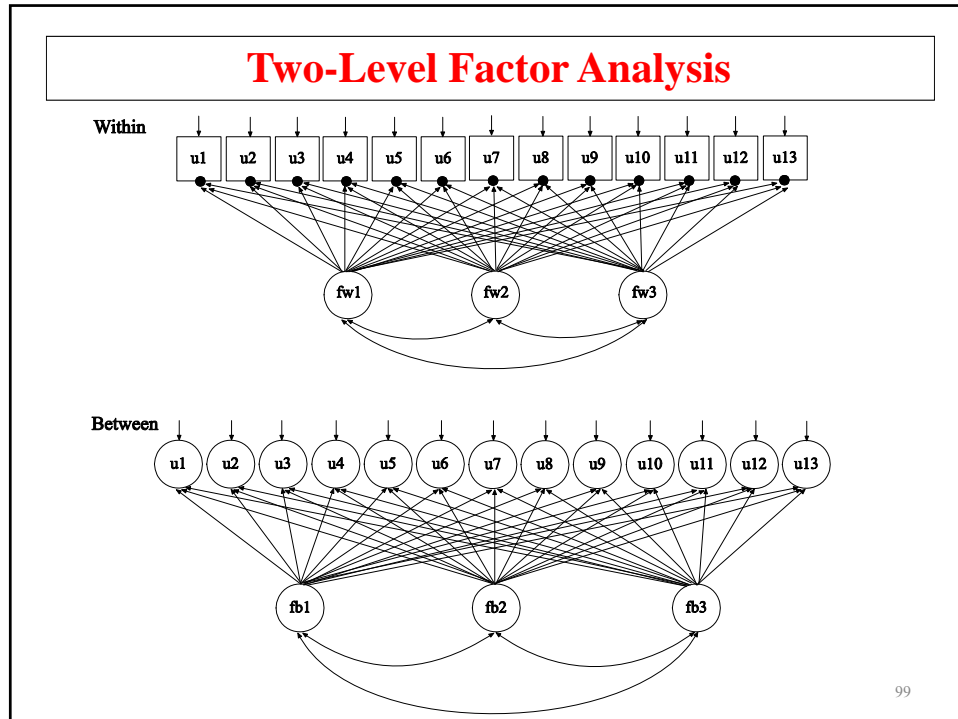 Two-Level Factor Analysis
Within
u1 u2 u3 u4 u5 u6 u7 u8 u9 u10 u11 u12 u13
fw1 fw2 fw3
Between
u1 u2 u3 u4 u5 u6 u7 u8 u9 u10 u11 u12 u13
fb1 fb2 fb3
99